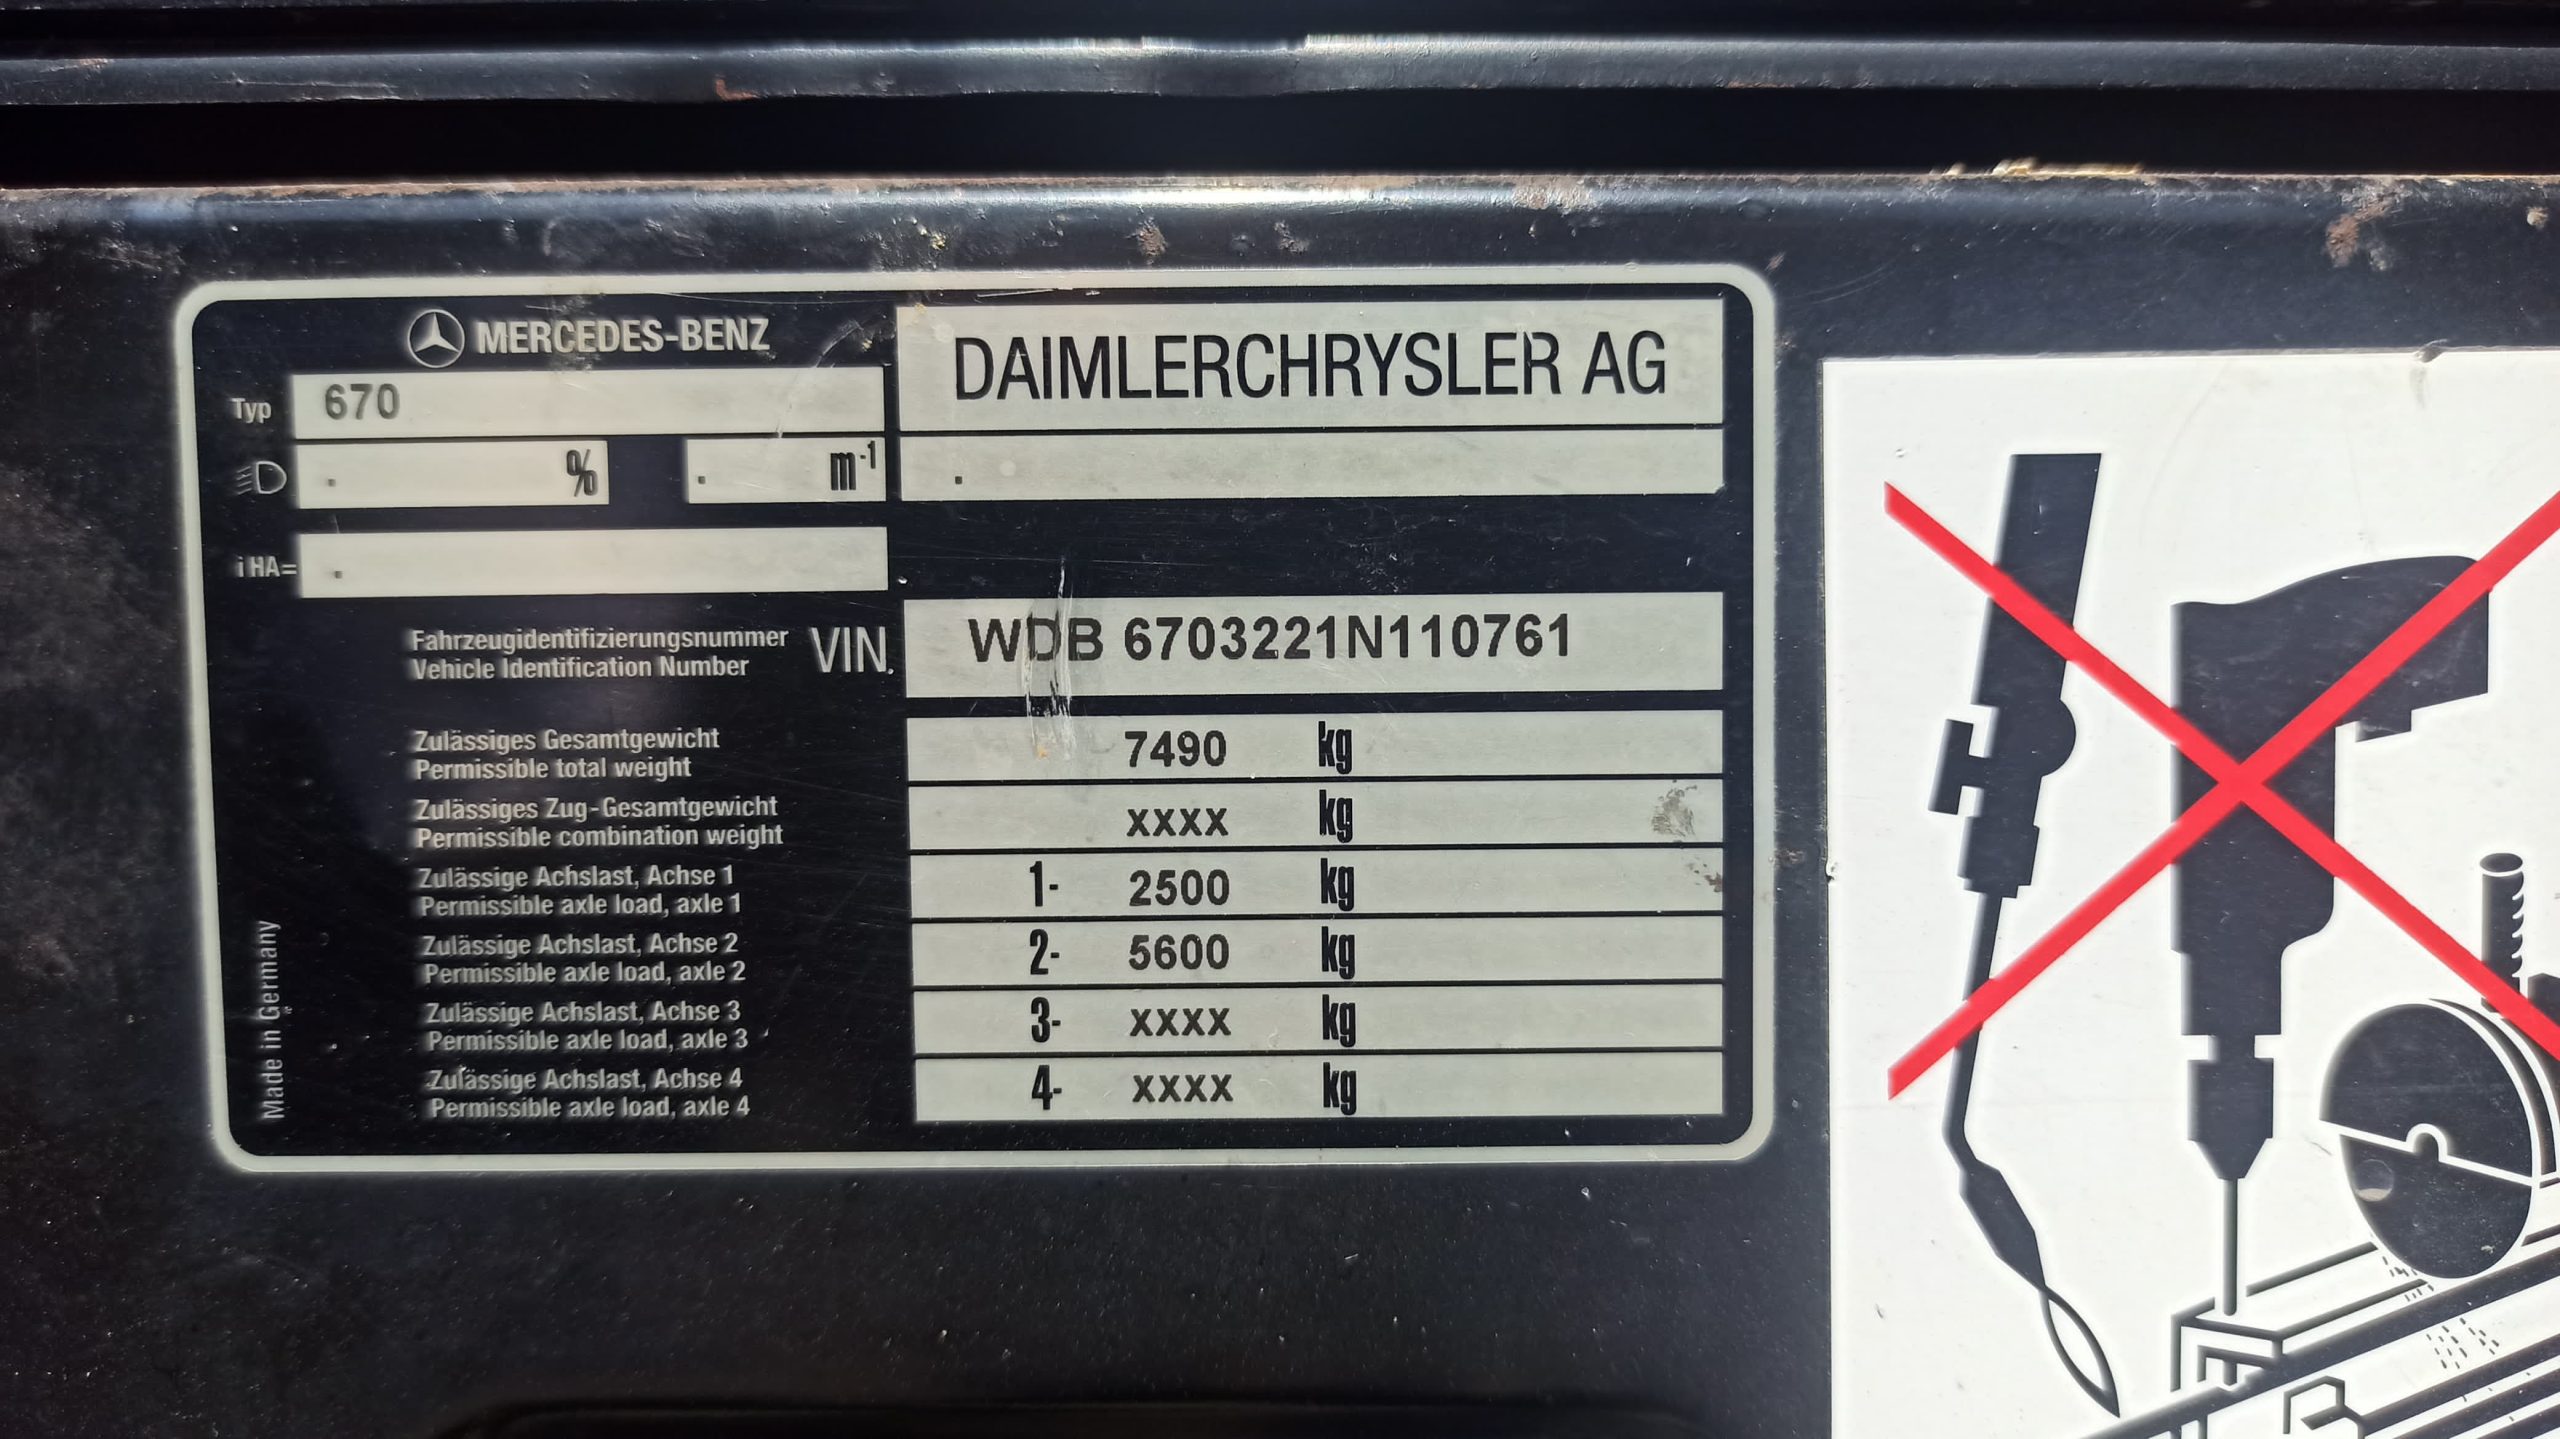 MERCEDES-BENZ
DAIMLERCHRYSLER AG
Typ 670
. % . m-1 .
i HA= .
Fahrzeugidentifizierungsnummer
Vehicle Identification Number
VIN. WDB 6703221N110761
Zulässiges Gesamtgewicht
Permissible total weight
7490 kg
Zulässiges Zug-Gesamtgewicht
Permissible combination weight
xxxx kg
Zulässige Achslast, Achse 1
Permissible axle load, axle 1
1- 2500 kg
Zulässige Achslast, Achse 2
Permissible axle load, axle 2
2- 5600 kg
Zulässige Achslast, Achse 3
Permissible axle load, axle 3
3- xxxx kg
Zulässige Achslast, Achse 4
Permissible axle load, axle 4
4- xxxx kg
Made in Germany